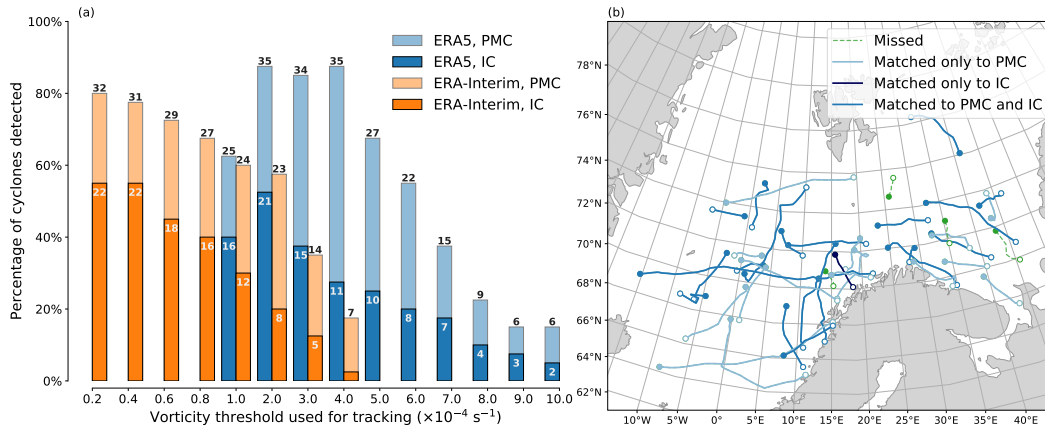 (a)
100%
80%
60%
40%
20%
0%
Percentage of cyclones detected
ERA5, PMC
ERA5, IC
ERA-Interim, PMC
ERA-Interim, IC
32
31
29
27
25
24
35
23
34
14
35
7
27
22
15
9
6
6
22
22
18
16
16
12
21
8
15
5
11
10
8
7
4
3
2
0.2
0.4
0.6
0.8
1.0
2.0
3.0
4.0
5.0
6.0
7.0
8.0
9.0
10.0
Vorticity threshold used for tracking (×10⁻⁴ s⁻¹)
(b)
Missed
Matched only to PMC
Matched only to IC
Matched to PMC and IC
78°N
76°N
74°N
72°N
70°N
68°N
66°N
64°N
62°N
10°W
5°W
0°
5°E
10°E
15°E
20°E
25°E
30°E
35°E
40°E